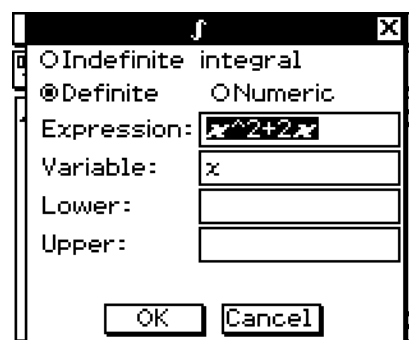 ∫ X
Indefinite integral
Definite Numeric
Expression: x^2+2x
Variable: x
Lower:
Upper:
OK Cancel